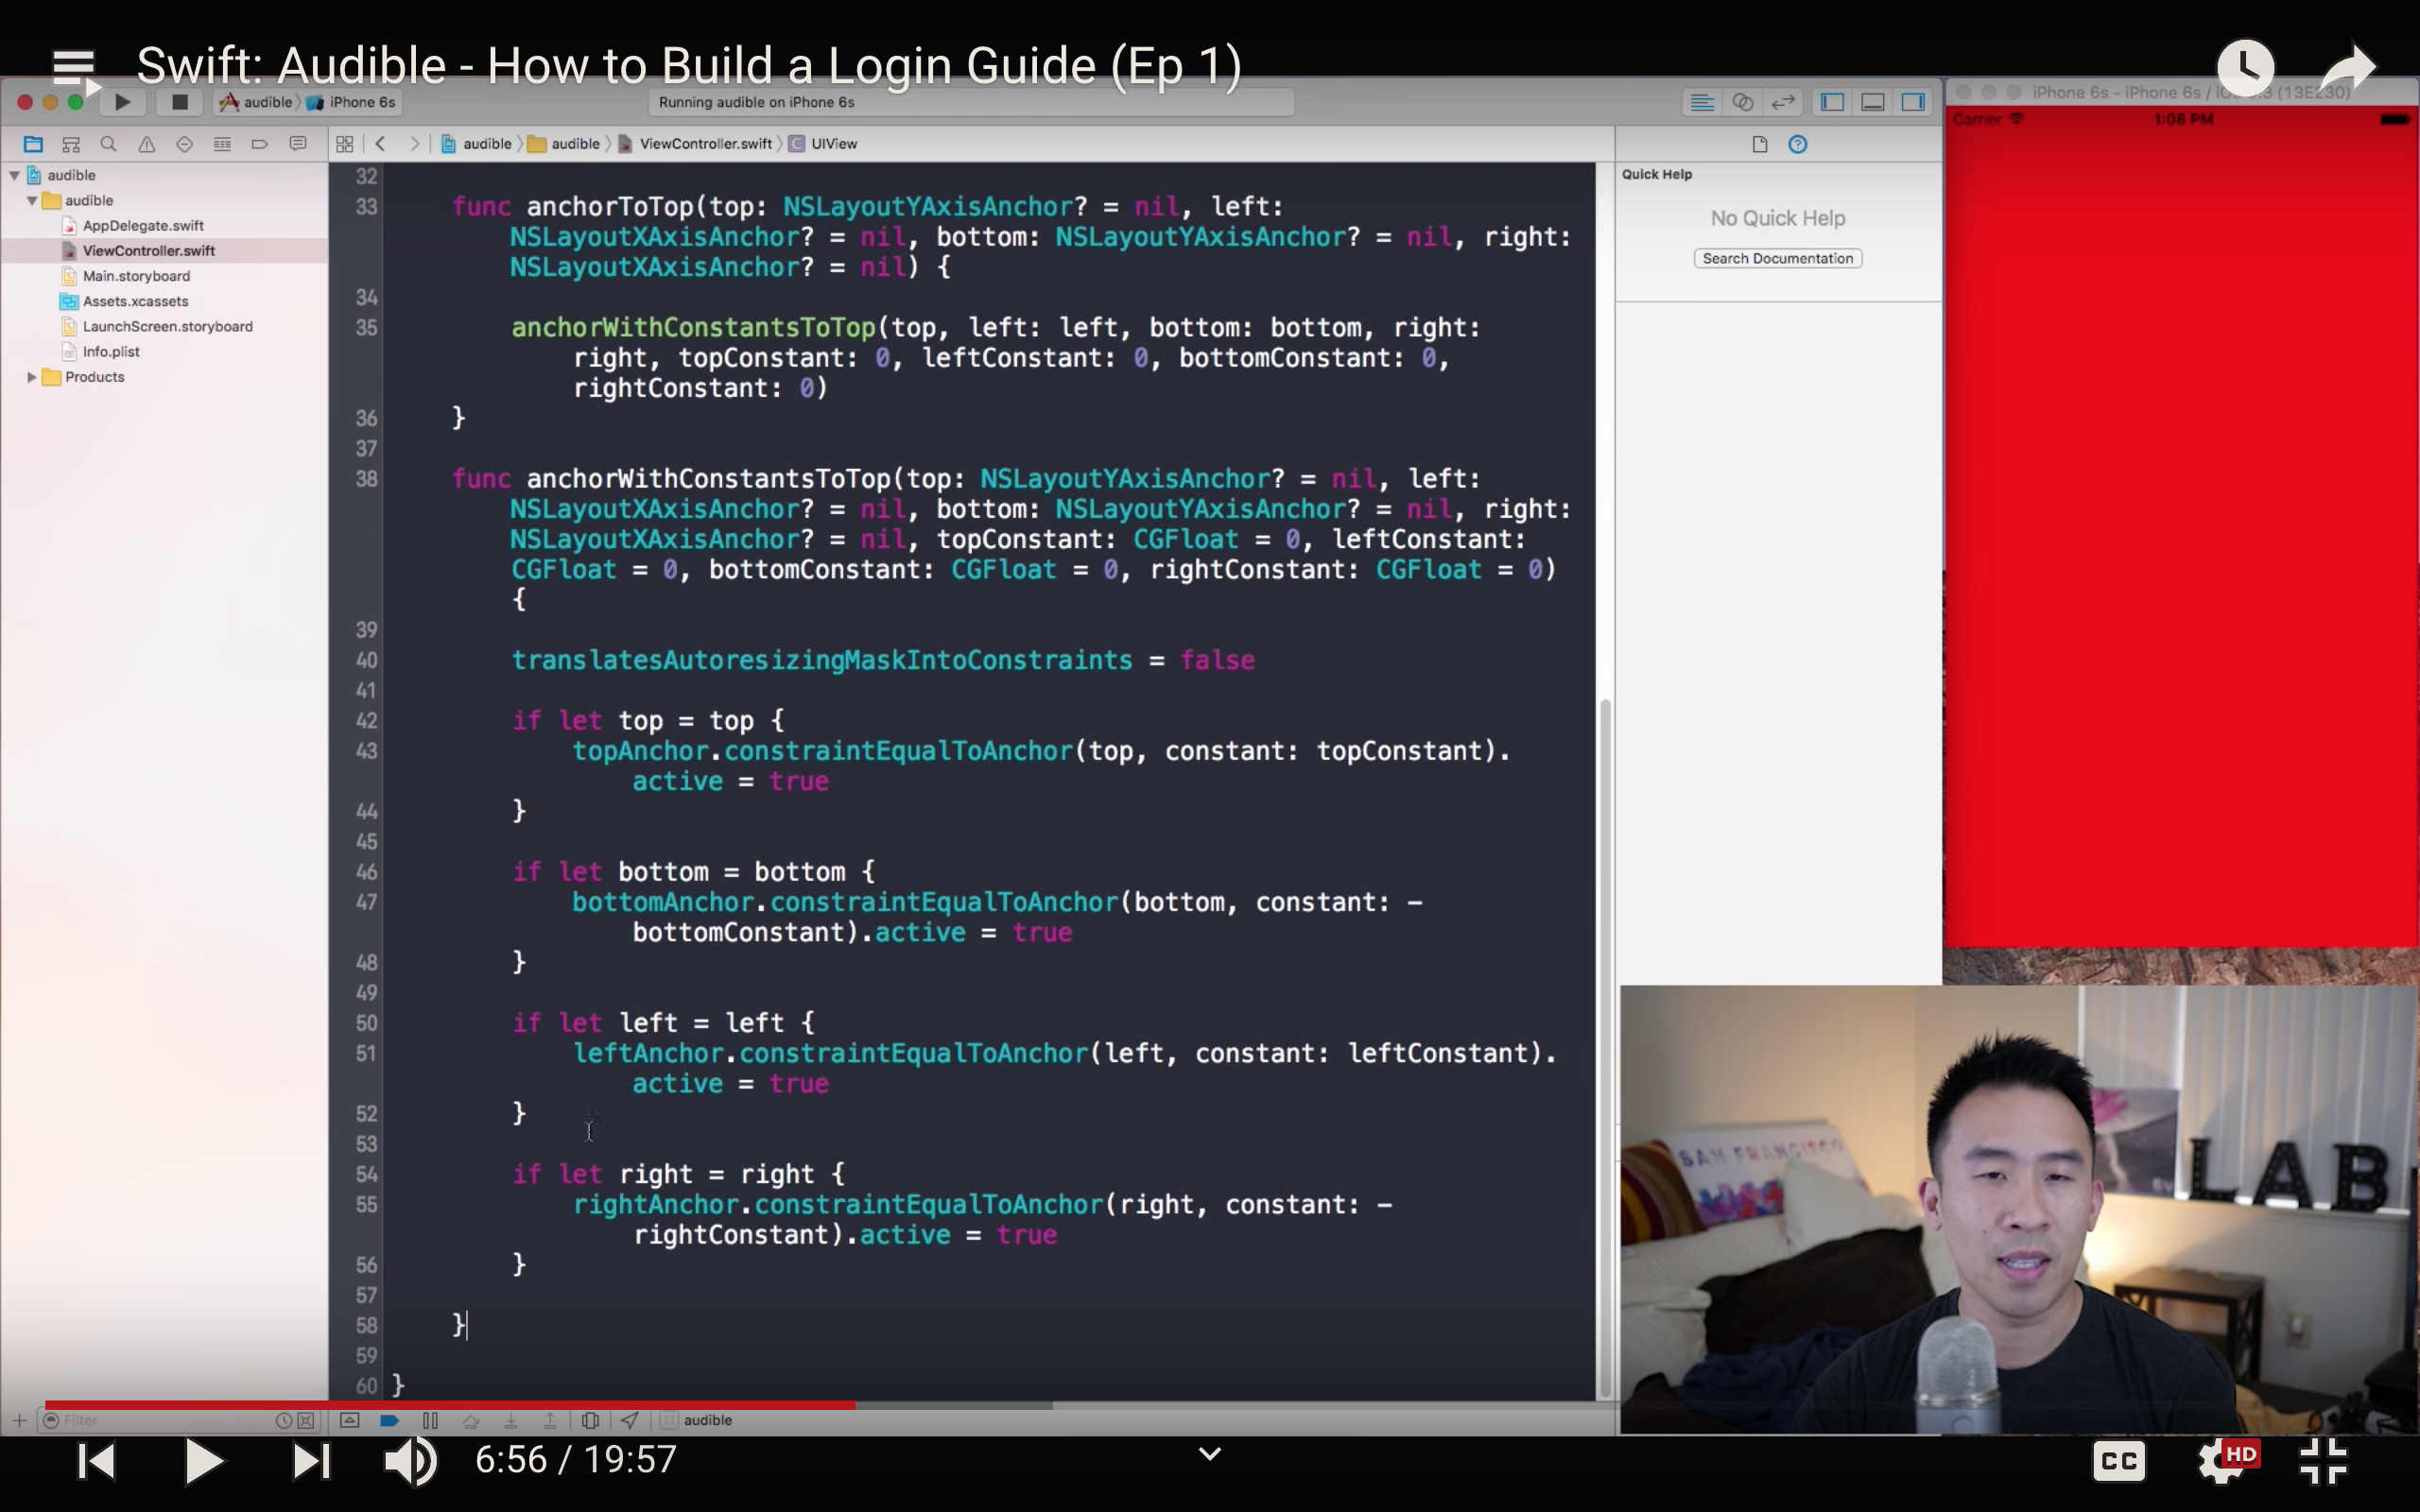 Swift: Audible - How to Build a Login Guide (Ep 1)
audible
iPhone 6s
Running audible on iPhone 6s
iPhone 6s - iPhone 6s / (13E230)
Carrier
1:08 PM
audible
audible
ViewController.swift
UIView
audible
audible
AppDelegate.swift
ViewController.swift
Main.storyboard
Assets.xcassets
LaunchScreen.storyboard
Info.plist
Products
Quick Help
No Quick Help
Search Documentation
32
33 func anchorToTop(top: NSLayoutYAxisAnchor? = nil, left:
NSLayoutXAxisAnchor? = nil, bottom: NSLayoutYAxisAnchor? = nil, right:
NSLayoutXAxisAnchor? = nil) {
34
35 anchorWithConstantsToTop(top, left: left, bottom: bottom, right:
right, topConstant: 0, leftConstant: 0, bottomConstant: 0,
rightConstant: 0)
36 }
37
38 func anchorWithConstantsToTop(top: NSLayoutYAxisAnchor? = nil, left:
NSLayoutXAxisAnchor? = nil, bottom: NSLayoutYAxisAnchor? = nil, right:
NSLayoutXAxisAnchor? = nil, topConstant: CGFloat = 0, leftConstant:
CGFloat = 0, bottomConstant: CGFloat = 0, rightConstant: CGFloat = 0)
{
39
40 translatesAutoresizingMaskIntoConstraints = false
41
42 if let top = top {
43 topAnchor.constraintEqualToAnchor(top, constant: topConstant).
active = true
44 }
45
46 if let bottom = bottom {
47 bottomAnchor.constraintEqualToAnchor(bottom, constant: -
bottomConstant).active = true
48 }
49
50 if let left = left {
51 leftAnchor.constraintEqualToAnchor(left, constant: leftConstant).
active = true
52 }
53
54 if let right = right {
55 rightAnchor.constraintEqualToAnchor(right, constant: -
rightConstant).active = true
56 }
57
58 }
59
60 }
SAN FRANCISCO
LAB
Filter
audible
6:56 / 19:57
CC
HD